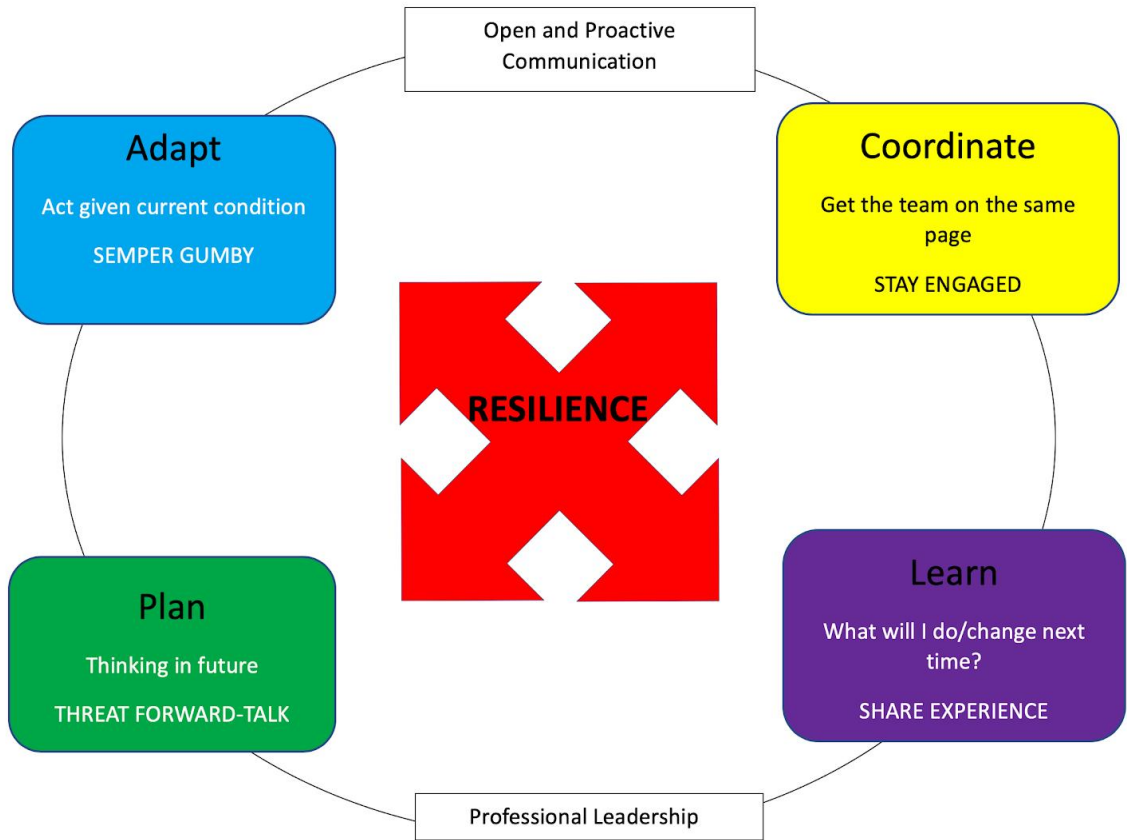 Open and Proactive
Communication
Adapt
Act given current condition
SEMPER GUMBY
Coordinate
Get the team on the same
page
STAY ENGAGED
RESILIENCE
Plan
Thinking in future
THREAT FORWARD-TALK
Learn
What will I do/change next
time?
SHARE EXPERIENCE
Professional Leadership